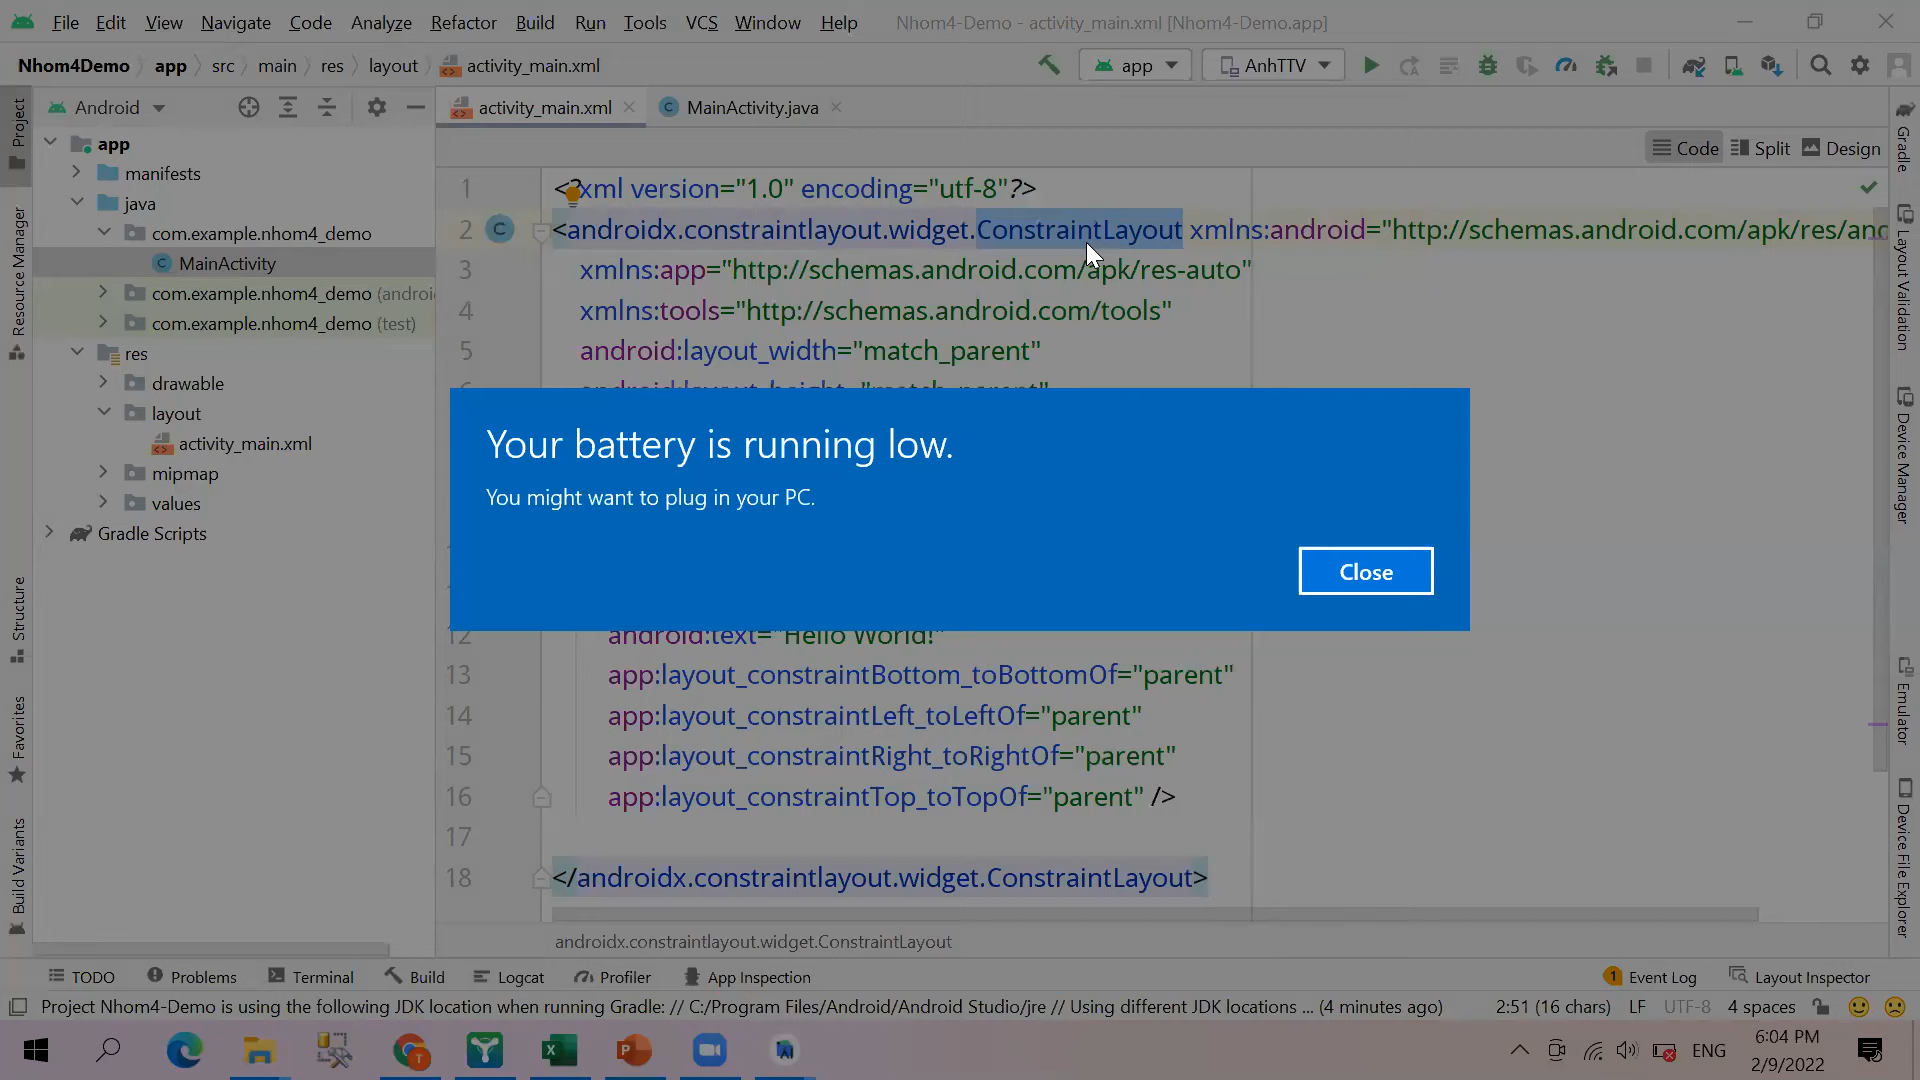 File Edit View Navigate Code Analyze Refactor Build Run Tools VCS Window Help Nhom4-Demo - activity_main.xml [Nhom4-Demo.app]
Nhom4Demo app src main res layout activity_main.xml app AnhTTV
Project
Resource Manager
Structure
Favorites
Build Variants
Android
app
manifests
java
com.example.nhom4_demo
MainActivity
com.example.nhom4_demo (androi
com.example.nhom4_demo (test)
res
drawable
layout
activity_main.xml
mipmap
values
Gradle Scripts
activity_main.xml MainActivity.java
Code Split Design
1 <?xml version="1.0" encoding="utf-8"?>
2 <androidx.constraintlayout.widget.ConstraintLayout xmlns:android="http://schemas.android.com/apk/res/and
3 xmlns:app="http://schemas.android.com/apk/res-auto"
4 xmlns:tools="http://schemas.android.com/tools"
5 android:layout_width="match_parent"
android:layout_height="match_parent"
Your battery is running low.
You might want to plug in your PC.
Close
12 android:text="Hello World!"
13 app:layout_constraintBottom_toBottomOf="parent"
14 app:layout_constraintLeft_toLeftOf="parent"
15 app:layout_constraintRight_toRightOf="parent"
16 app:layout_constraintTop_toTopOf="parent" />
17
18 </androidx.constraintlayout.widget.ConstraintLayout>
androidx.constraintlayout.widget.ConstraintLayout
Gradle
Layout Validation
Device Manager
Emulator
Device File Explorer
TODO Problems Terminal Build Logcat Profiler App Inspection 1 Event Log Layout Inspector
Project Nhom4-Demo is using the following JDK location when running Gradle: // C:/Program Files/Android/Android Studio/jre // Using different JDK locations ... (4 minutes ago) 2:51 (16 chars) LF UTF-8 4 spaces
ENG
6:04 PM
2/9/2022